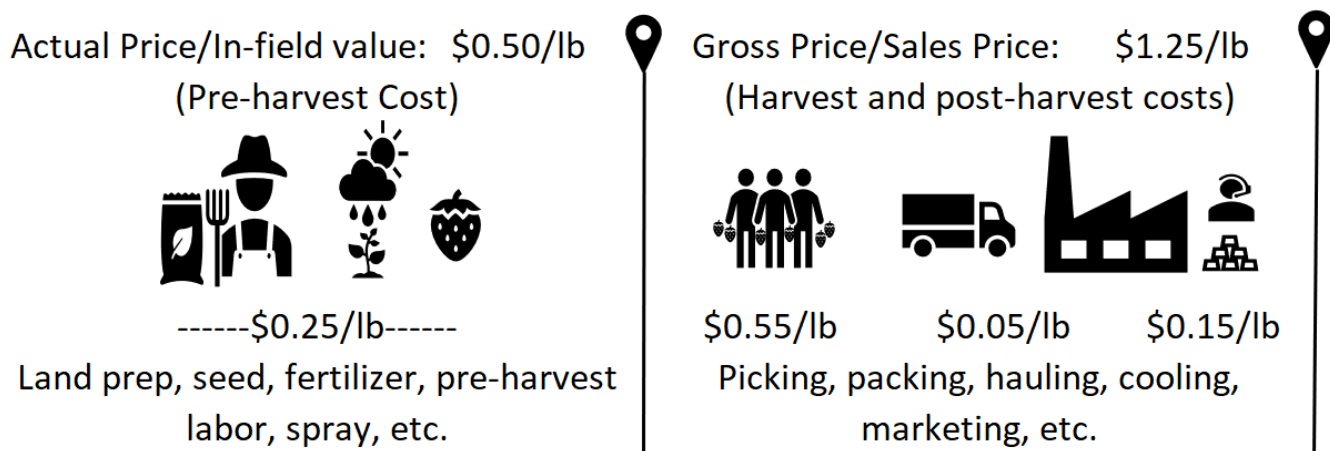 Actual Price/In-field value: $0.50/lb
(Pre-harvest Cost)
------$0.25/lb------
Land prep, seed, fertilizer, pre-harvest
labor, spray, etc.
Gross Price/Sales Price: $1.25/lb
(Harvest and post-harvest costs)
$0.55/lb $0.05/lb $0.15/lb
Picking, packing, hauling, cooling,
marketing, etc.